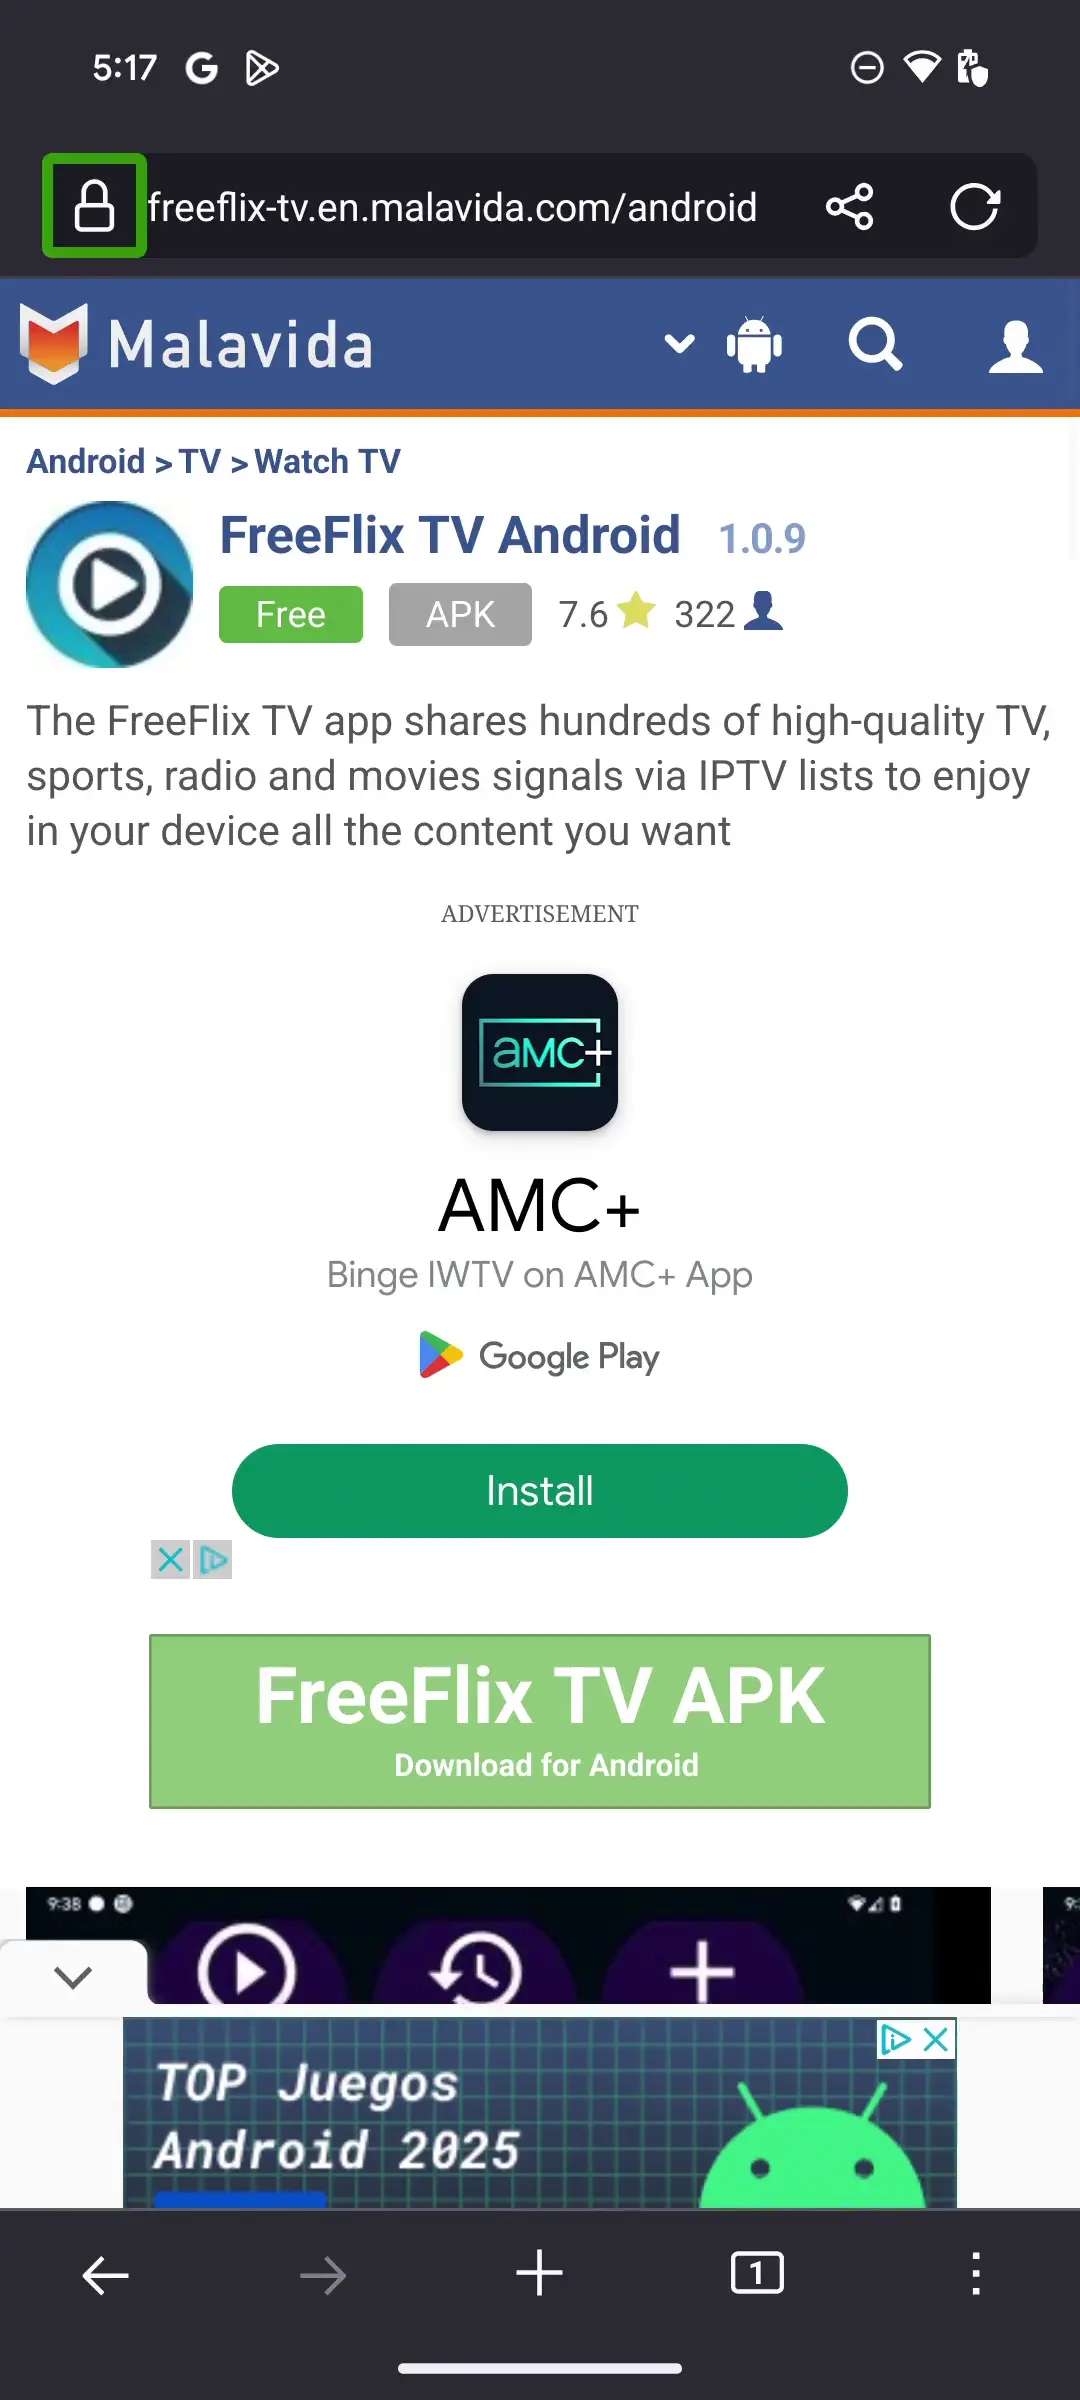 5:17
freeflix-tv.en.malavida.com/android
Malavida
Android > TV > Watch TV
FreeFlix TV Android 1.0.9
Free APK 7.6 322
The FreeFlix TV app shares hundreds of high-quality TV,
sports, radio and movies signals via IPTV lists to enjoy
in your device all the content you want
ADVERTISEMENT
aMC+
AMC+
Binge IWTV on AMC+ App
Google Play
Install
FreeFlix TV APK
Download for Android
9:38
TOP Juegos
Android 2025
1